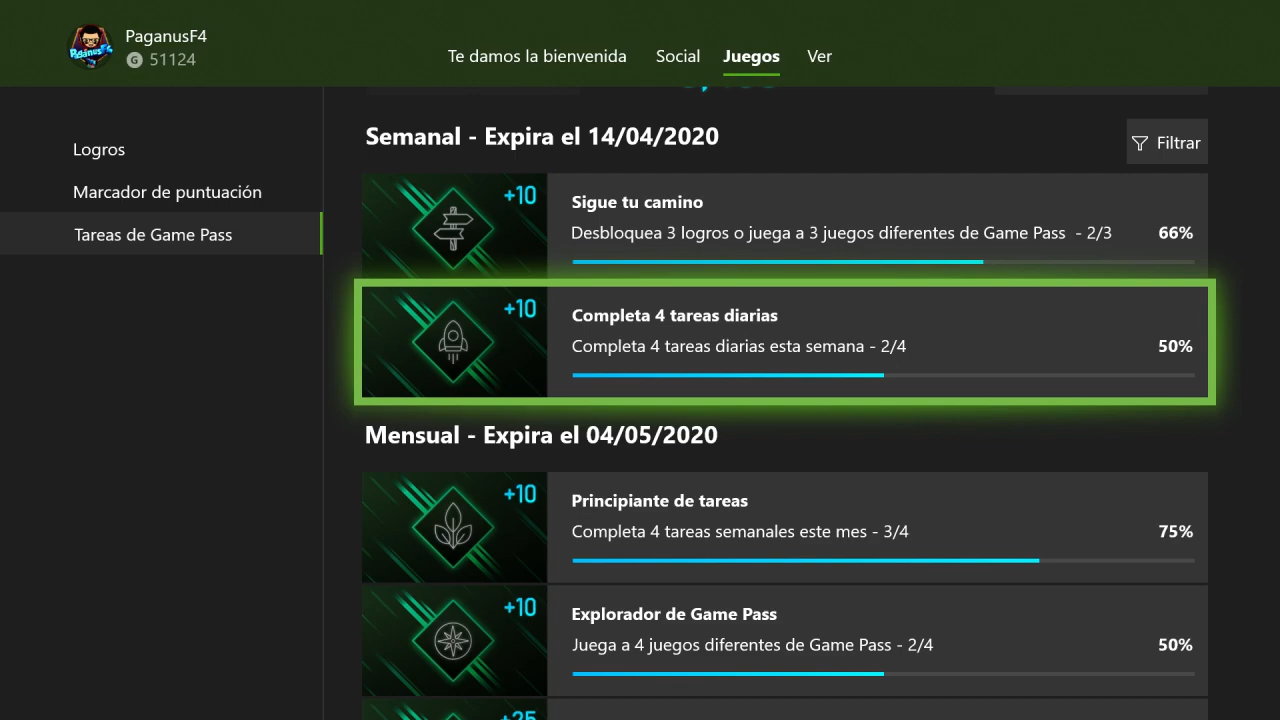 PaganusF4
G 51124
Te damos la bienvenida Social Juegos Ver
Logros
Marcador de puntuación
Tareas de Game Pass
Semanal - Expira el 14/04/2020
Filtrar
+10
Sigue tu camino
Desbloquea 3 logros o juega a 3 juegos diferentes de Game Pass - 2/3 66%
+10
Completa 4 tareas diarias
Completa 4 tareas diarias esta semana - 2/4 50%
Mensual - Expira el 04/05/2020
+10
Principiante de tareas
Completa 4 tareas semanales este mes - 3/4 75%
+10
Explorador de Game Pass
Juega a 4 juegos diferentes de Game Pass - 2/4 50%
+25